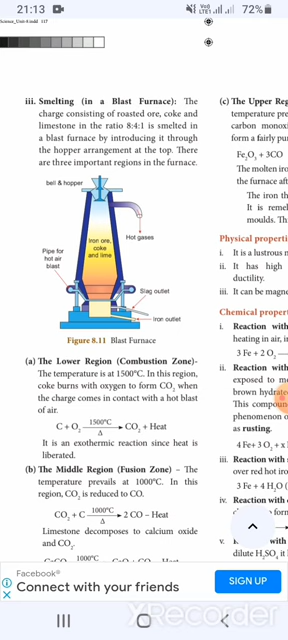 21:13
Vo)) LTE1 72%
Science_Unit-8.indd 117
iii. Smelting (in a Blast Furnace): The
charge consisting of roasted ore, coke and
limestone in the ratio 8:4:1 is smelted in
a blast furnace by introducing it through
the hopper arrangement at the top. There
are three important regions in the furnace.
bell & hopper
Hot gases
Iron ore,
coke
and lime
Pipe for
hot air
blast
Slag outlet
Iron outlet
Figure 8.11 Blast Furnace
(a) The Lower Region (Combustion Zone)-
The temperature is at 1500°C. In this region,
coke burns with oxygen to form CO₂ when
the charge comes in contact with a hot blast
of air.
C + O₂ 1500°C Δ → CO₂ + Heat
It is an exothermic reaction since heat is
liberated.
(b) The Middle Region (Fusion Zone) – The
temperature prevails at 1000°C. In this
region, CO₂ is reduced to CO.
CO₂ + C 1000°C Δ → 2 CO – Heat
Limestone decomposes to calcium oxide
and CO₂.
1000°C
(c) The Upper Reg
temperature pre
carbon monoxi
form a fairly pu
Fe₂O₃ + 3CO
The molten iro
the furnace aft
The iron th
It is remel
moulds. Th
Physical properti
i. It is a lustrous m
ii. It has high
ductility.
iii. It can be magne
Chemical propert
i. Reaction with
heating in air, i
3 Fe + 2 O₂
ii. Reaction with
exposed to mo
brown hydrat
This compoun
phenomenon o
as rusting.
4 Fe+ 3 O₂ + x
iii. Reaction with s
over red hot iro
3 Fe + 4 H₂O (
iv. Reaction with
v.
with
dilute H₂SO₄ it
Facebook®
Connect with your friends
SIGN UP
XRECORDER